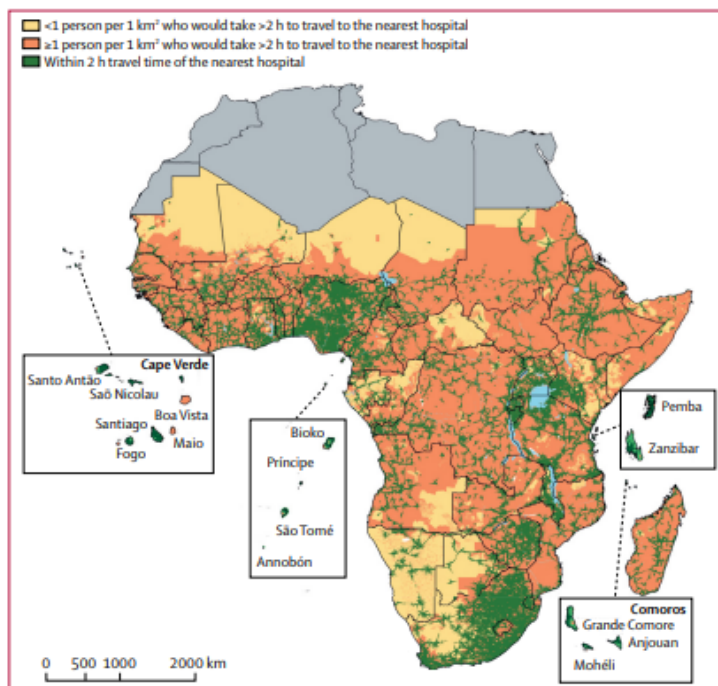 <1 person per 1 km² who would take >2 h to travel to the nearest hospital
≥1 person per 1 km² who would take >2 h to travel to the nearest hospital
Within 2 h travel time of the nearest hospital
Cape Verde
Santo Antão
Saõ Nicolau
Boa Vista
Santiago
Maio
Fogo
Bioko
Príncipe
São Tomé
Annobón
Pemba
Zanzibar
Comoros
Grande Comore
Anjouan
Mohéli
0 500 1000 2000 km